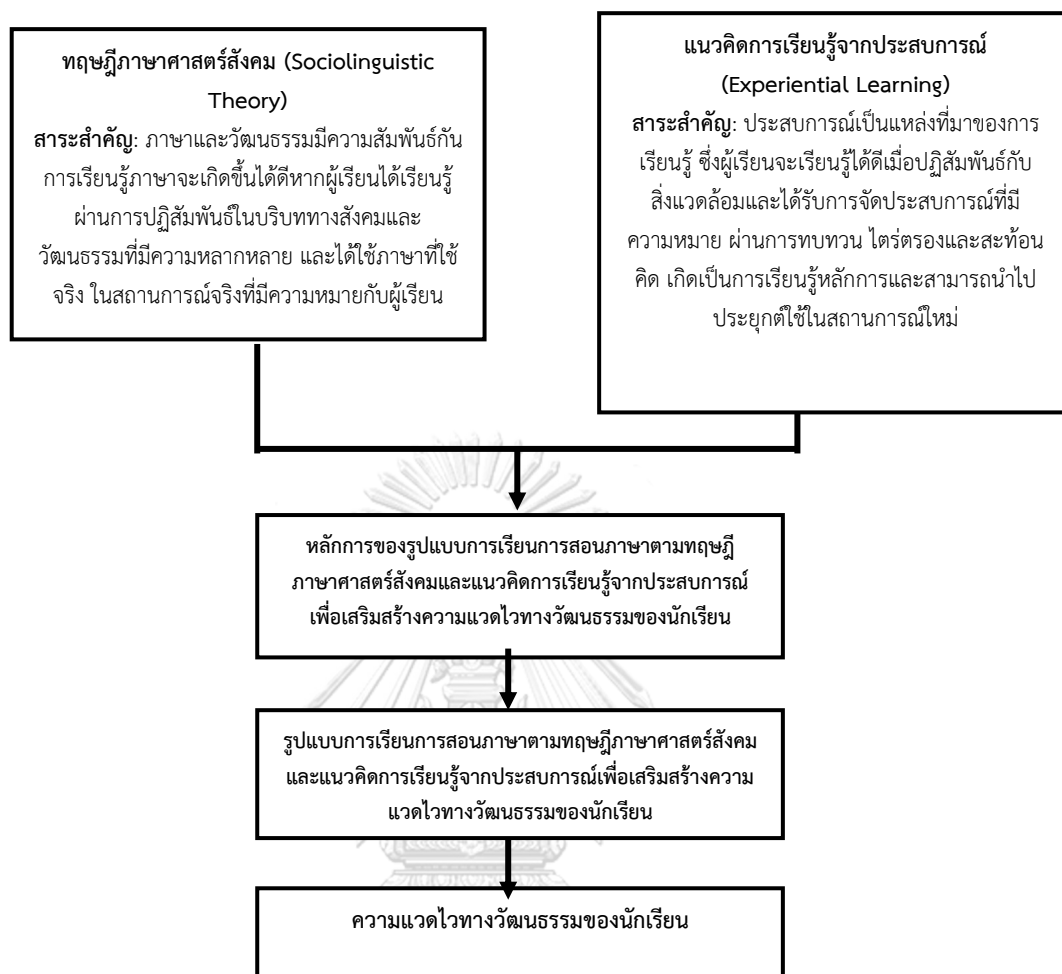 ทฤษฎีภาษาศาสตร์สังคม (Sociolinguistic
Theory)
สาระสำคัญ: ภาษาและวัฒนธรรมมีความสัมพันธ์กัน
การเรียนรู้ภาษาจะเกิดขึ้นได้ดีหากผู้เรียนได้เรียนรู้
ผ่านการปฏิสัมพันธ์ในบริบททางสังคมและ
วัฒนธรรมที่มีความหลากหลาย และได้ใช้ภาษาที่ใช้
จริง ในสถานการณ์จริงที่มีความหมายกับผู้เรียน
แนวคิดการเรียนรู้จากประสบการณ์
(Experiential Learning)
สาระสำคัญ: ประสบการณ์เป็นแหล่งที่มาของการ
เรียนรู้ ซึ่งผู้เรียนจะเรียนรู้ได้ดีเมื่อปฏิสัมพันธ์กับ
สิ่งแวดล้อมและได้รับการจัดประสบการณ์ที่มี
ความหมาย ผ่านการทบทวน ไตร่ตรองและสะท้อน
คิด เกิดเป็นการเรียนรู้หลักการและสามารถนำไป
ประยุกต์ใช้ในสถานการณ์ใหม่
หลักการของรูปแบบการเรียนการสอนภาษาตามทฤษฎี
ภาษาศาสตร์สังคมและแนวคิดการเรียนรู้จากประสบการณ์
เพื่อเสริมสร้างความแวดไวทางวัฒนธรรมของนักเรียน
รูปแบบการเรียนการสอนภาษาตามทฤษฎีภาษาศาสตร์สังคม
และแนวคิดการเรียนรู้จากประสบการณ์เพื่อเสริมสร้างความ
แวดไวทางวัฒนธรรมของนักเรียน
ความแวดไวทางวัฒนธรรมของนักเรียน